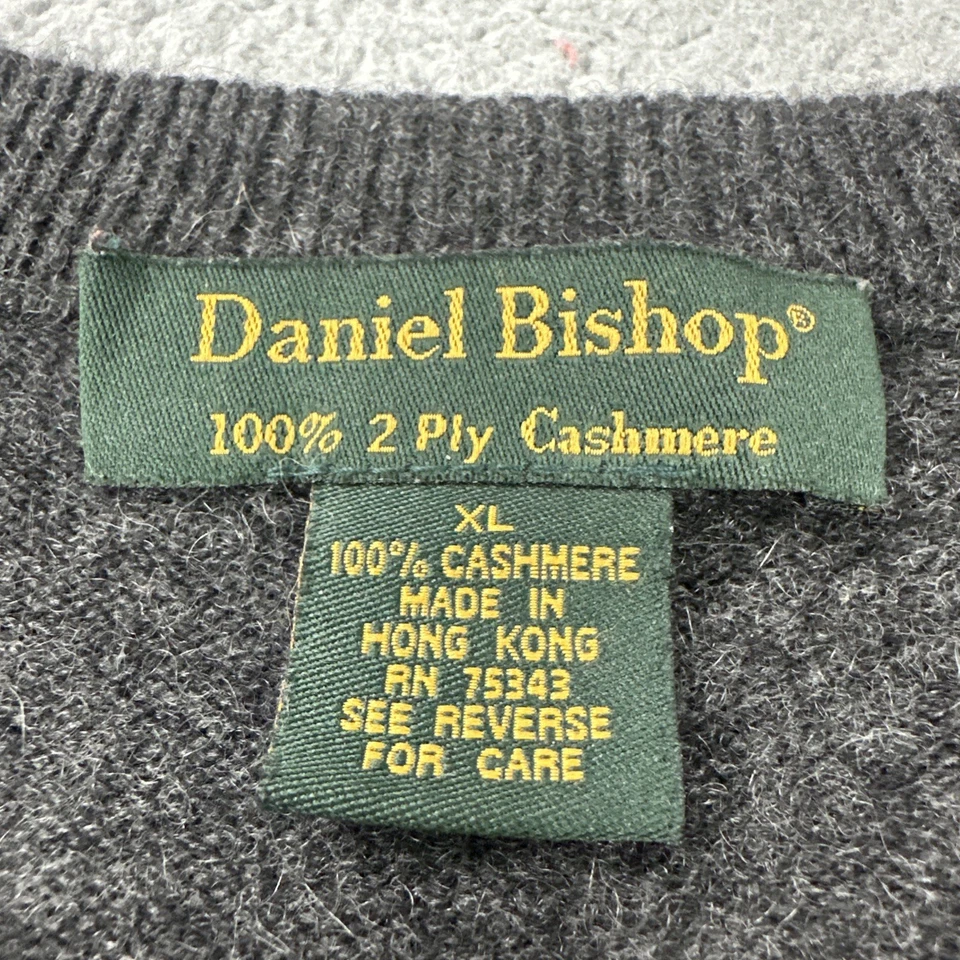 Daniel Bishop®
100% 2 Ply Cashmere
XL
100% CASHMERE
MADE IN
HONG KONG
RN 75343
SEE REVERSE
FOR CARE